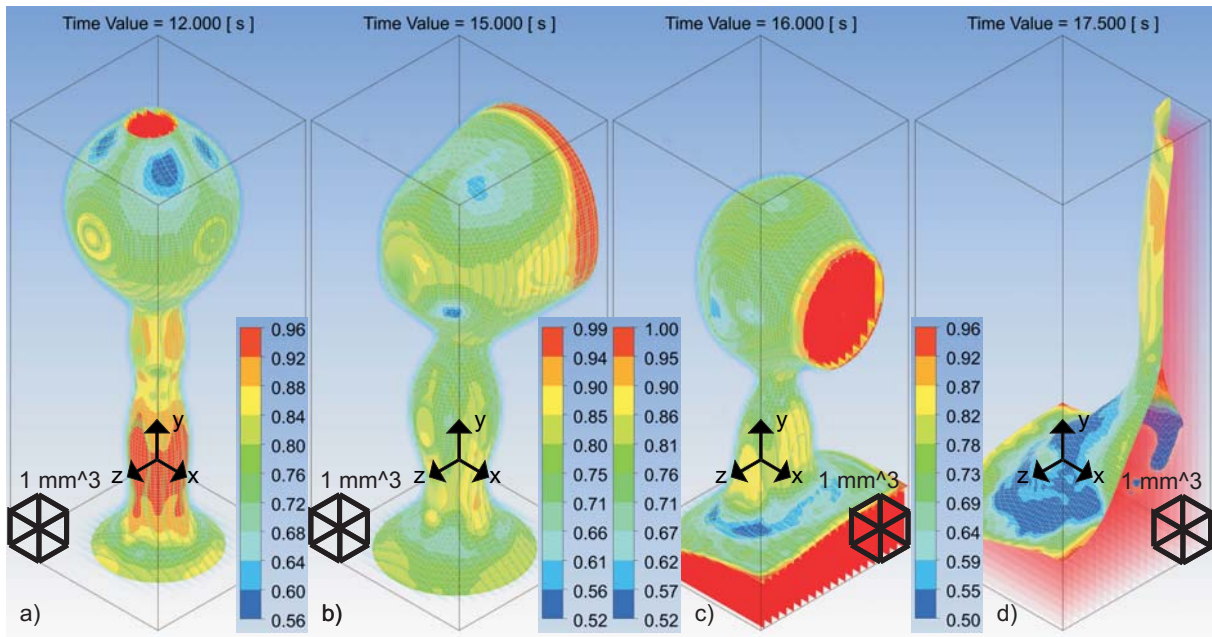 Time Value = 12.000 [ s ]
Time Value = 15.000 [ s ]
Time Value = 16.000 [ s ]
Time Value = 17.500 [ s ]
0.96
0.92
0.88
0.84
0.80
0.76
0.72
0.68
0.64
0.60
0.56
0.99
0.94
0.90
0.85
0.80
0.75
0.71
0.66
0.61
0.56
0.52
1.00
0.95
0.90
0.86
0.81
0.76
0.71
0.66
0.62
0.57
0.52
0.96
0.92
0.87
0.82
0.78
0.73
0.69
0.64
0.60
0.55
0.50
y
z
x
1 mm^3
a)
y
z
x
1 mm^3
b)
y
z
x
1 mm^3
c)
y
z
x
1 mm^3
d)